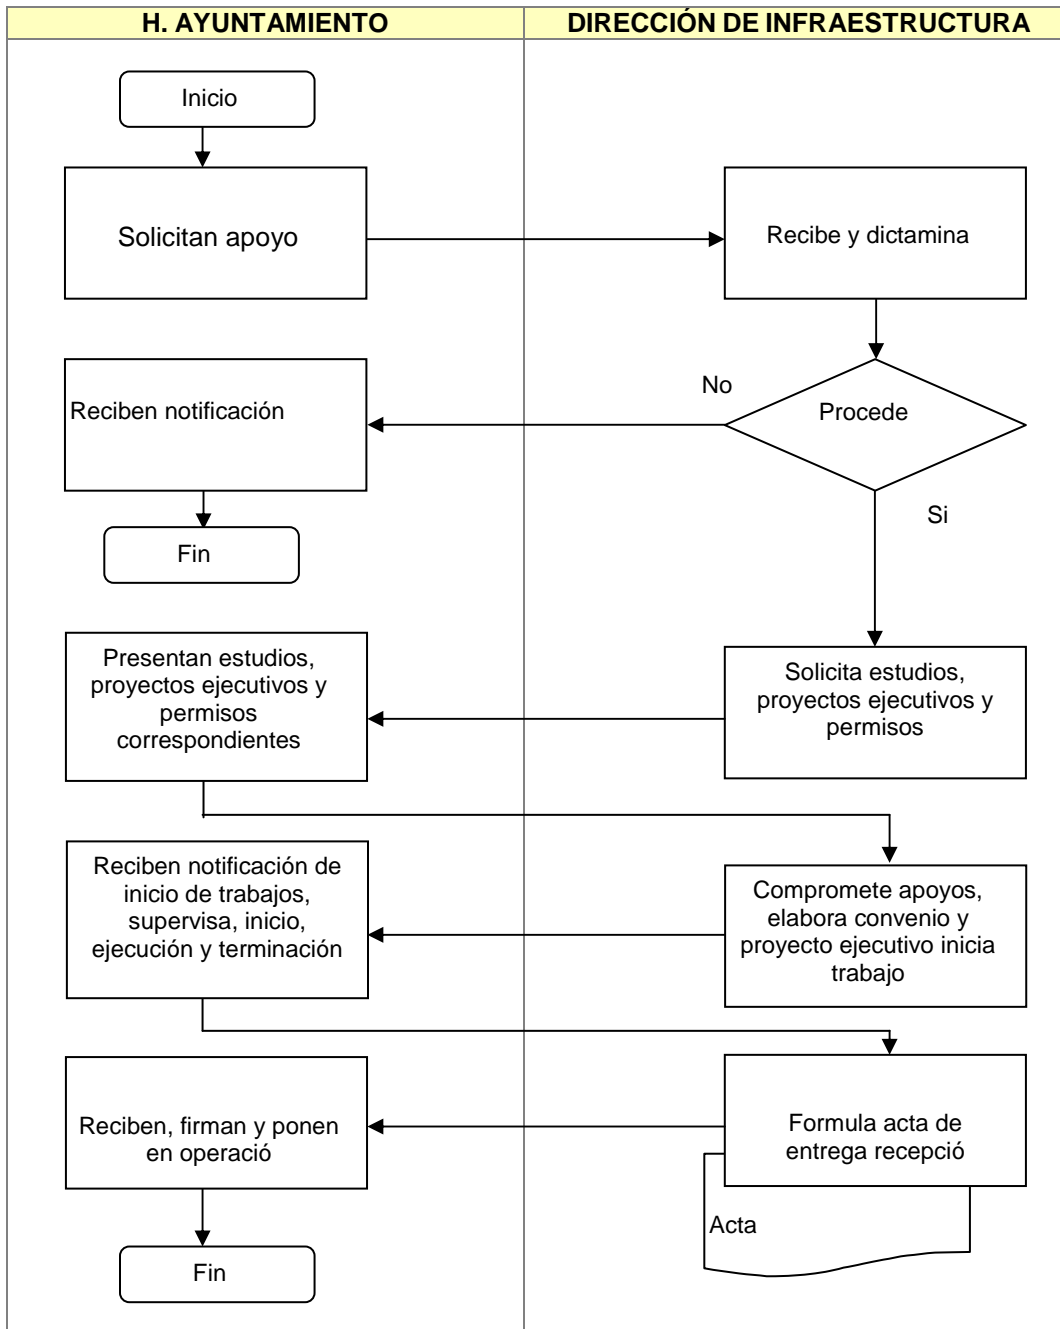 H. AYUNTAMIENTO
DIRECCIÓN DE INFRAESTRUCTURA
Inicio
Solicitan apoyo
Recibe y dictamina
Reciben notificación
No
Procede
Si
Fin
Presentan estudios,
proyectos ejecutivos y
permisos
correspondientes
Solicita estudios,
proyectos ejecutivos y
permisos
Reciben notificación de
inicio de trabajos,
supervisa, inicio,
ejecución y terminación
Compromete apoyos,
elabora convenio y
proyecto ejecutivo inicia
trabajo
Reciben, firman y ponen
en operació
Formula acta de
entrega recepció
Acta
Fin